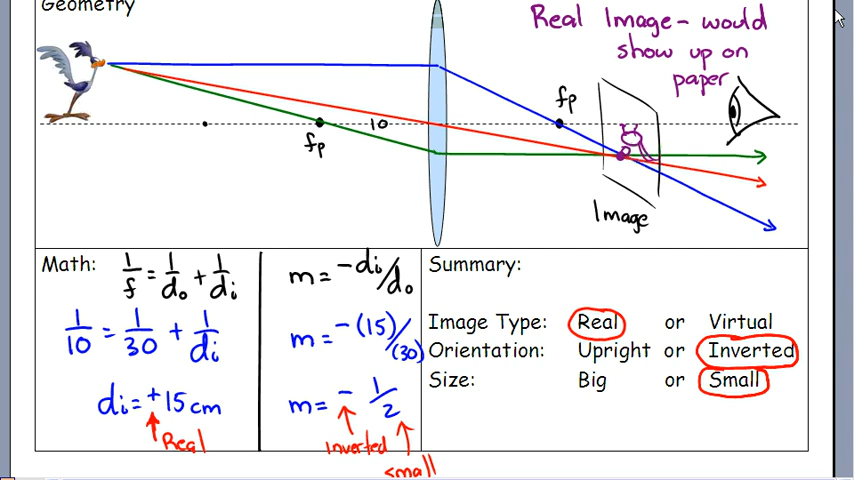 Geometry
Real Image - would
show up on
paper
fp
10
fp
Image
Math:
1/f = 1/do + 1/di
1/10 = 1/30 + 1/di
di = +15cm
Real
m = -di/do
m = -(15)/(30)
m = - 1/2
inverted
small
Summary:
Image Type: Real or Virtual
Orientation: Upright or Inverted
Size: Big or Small